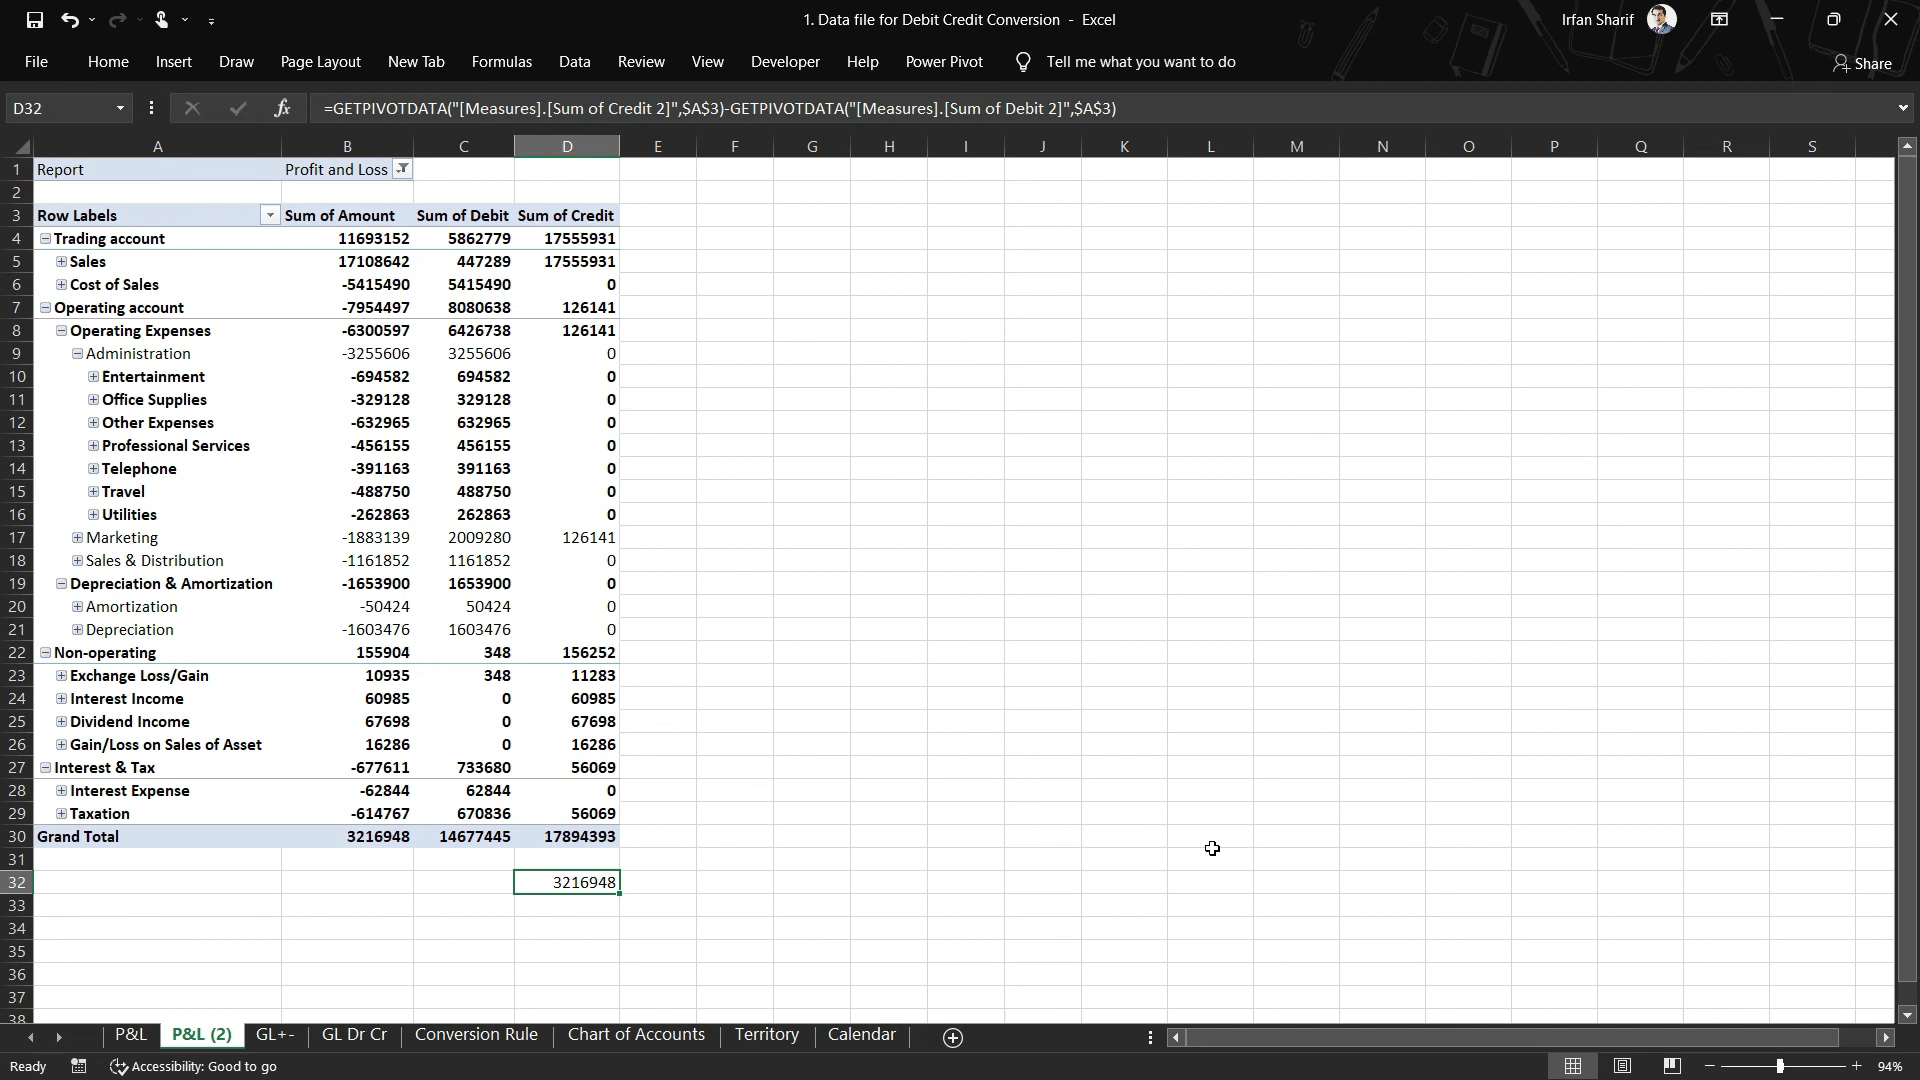 1. Data file for Debit Credit Conversion - Excel
Irfan Sharif
File Home Insert Draw Page Layout New Tab Formulas Data Review View Developer Help Power Pivot Tell me what you want to do Share
D32 fx =GETPIVOTDATA("[Measures].[Sum of Credit 2]",$A$3)-GETPIVOTDATA("[Measures].[Sum of Debit 2]",$A$3)
A B C D E F G H I J K L M N O P Q R S
1 Report Profit and Loss
2
3 Row Labels Sum of Amount Sum of Debit Sum of Credit
4 Trading account 11693152 5862779 17555931
5 Sales 17108642 447289 17555931
6 Cost of Sales -5415490 5415490 0
7 Operating account -7954497 8080638 126141
8 Operating Expenses -6300597 6426738 126141
9 Administration -3255606 3255606 0
10 Entertainment -694582 694582 0
11 Office Supplies -329128 329128 0
12 Other Expenses -632965 632965 0
13 Professional Services -456155 456155 0
14 Telephone -391163 391163 0
15 Travel -488750 488750 0
16 Utilities -262863 262863 0
17 Marketing -1883139 2009280 126141
18 Sales & Distribution -1161852 1161852 0
19 Depreciation & Amortization -1653900 1653900 0
20 Amortization -50424 50424 0
21 Depreciation -1603476 1603476 0
22 Non-operating 155904 348 156252
23 Exchange Loss/Gain 10935 348 11283
24 Interest Income 60985 0 60985
25 Dividend Income 67698 0 67698
26 Gain/Loss on Sales of Asset 16286 0 16286
27 Interest & Tax -677611 733680 56069
28 Interest Expense -62844 62844 0
29 Taxation -614767 670836 56069
30 Grand Total 3216948 14677445 17894393
31
32 3216948
33
34
35
36
37
38
P&L P&L (2) GL+- GL Dr Cr Conversion Rule Chart of Accounts Territory Calendar
Ready Accessibility: Good to go 94%